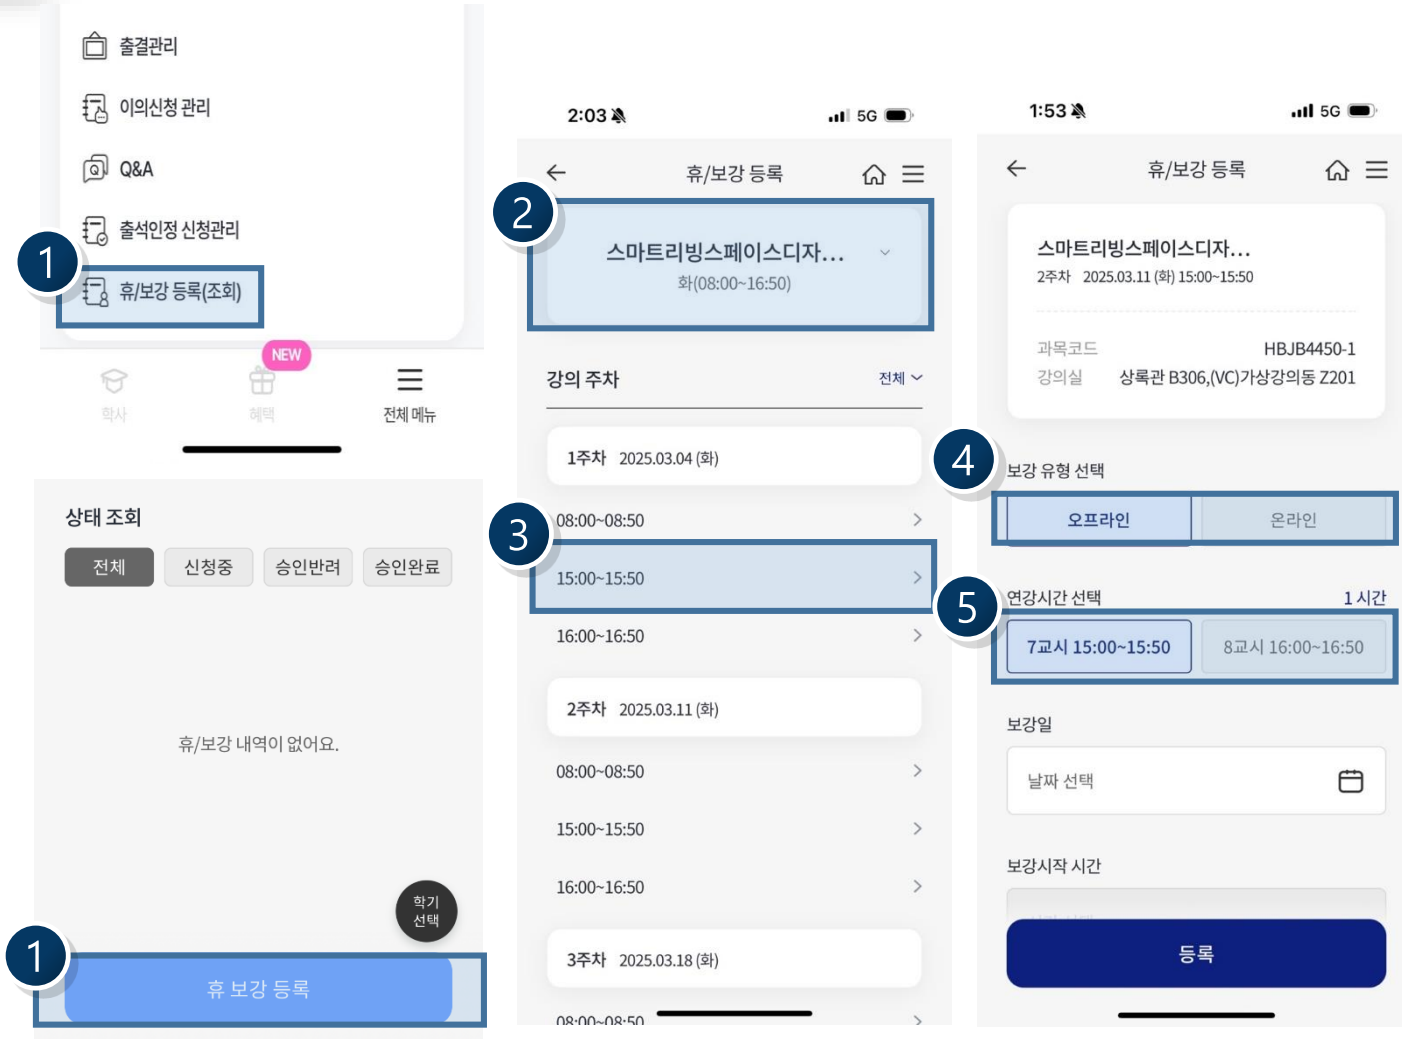 출결관리
이의신청 관리
Q&A
출석인정 신청관리
1
휴/보강 등록(조회)
NEW
학사
혜택
전체 메뉴
상태 조회
전체
신청중
승인반려
승인완료
휴/보강 내역이 없어요.
학기
선택
1
휴 보강 등록
2:03
5G
휴/보강 등록
2
스마트리빙스페이스디자...
화(08:00~16:50)
강의 주차
전체
1주차 2025.03.04 (화)
08:00~08:50
3
15:00~15:50
16:00~16:50
2주차 2025.03.11 (화)
08:00~08:50
15:00~15:50
16:00~16:50
3주차 2025.03.18 (화)
08:00~08:50
1:53
5G
휴/보강 등록
스마트리빙스페이스디자...
2주차 2025.03.11 (화) 15:00~15:50
과목코드 HBJB4450-1
강의실 상록관 B306,(VC)가상강의동 Z201
4
보강 유형 선택
오프라인
온라인
5
연강시간 선택 1 시간
7교시 15:00~15:50
8교시 16:00~16:50
보강일
날짜 선택
보강시작 시간
등록